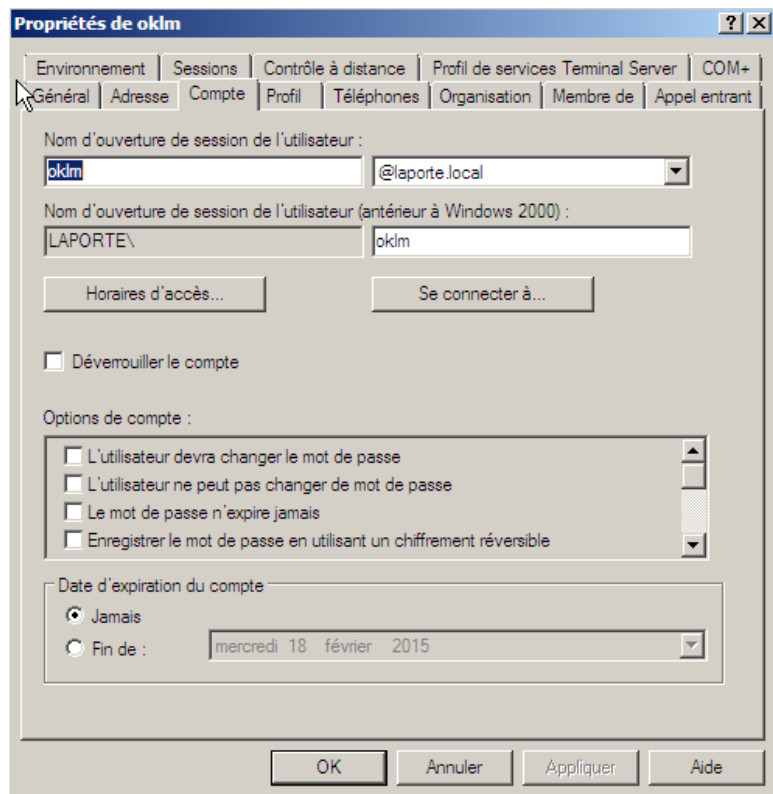 Propriétés de oklm
Environnement Sessions Contrôle à distance Profil de services Terminal Server COM+
Général Adresse Compte Profil Téléphones Organisation Membre de Appel entrant
Nom d'ouverture de session de l'utilisateur :
oklm @laporte.local
Nom d'ouverture de session de l'utilisateur (antérieur à Windows 2000) :
LAPORTE\ oklm
Horaires d'accès... Se connecter à...
Déverrouiller le compte
Options de compte :
L'utilisateur devra changer le mot de passe
L'utilisateur ne peut pas changer de mot de passe
Le mot de passe n'expire jamais
Enregistrer le mot de passe en utilisant un chiffrement réversible
Date d'expiration du compte
Jamais
Fin de : mercredi 18 février 2015
OK Annuler Appliquer Aide